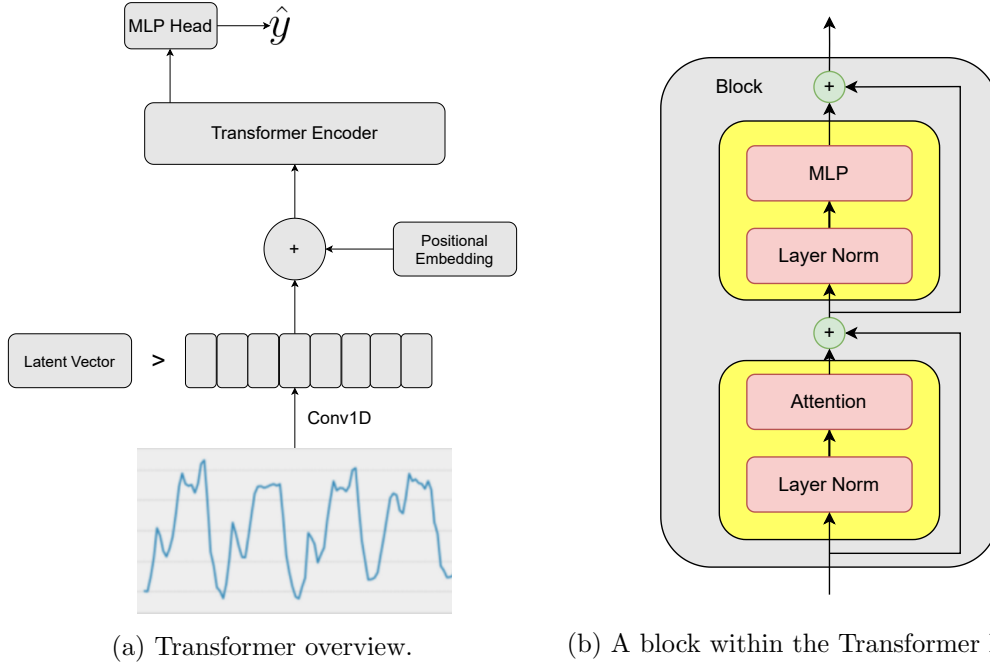 MLP Head
ŷ
Transformer Encoder
+
Positional
Embedding
Latent Vector
>
Conv1D
(a) Transformer overview.
Block
+
MLP
Layer Norm
+
Attention
Layer Norm
(b) A block within the Transformer